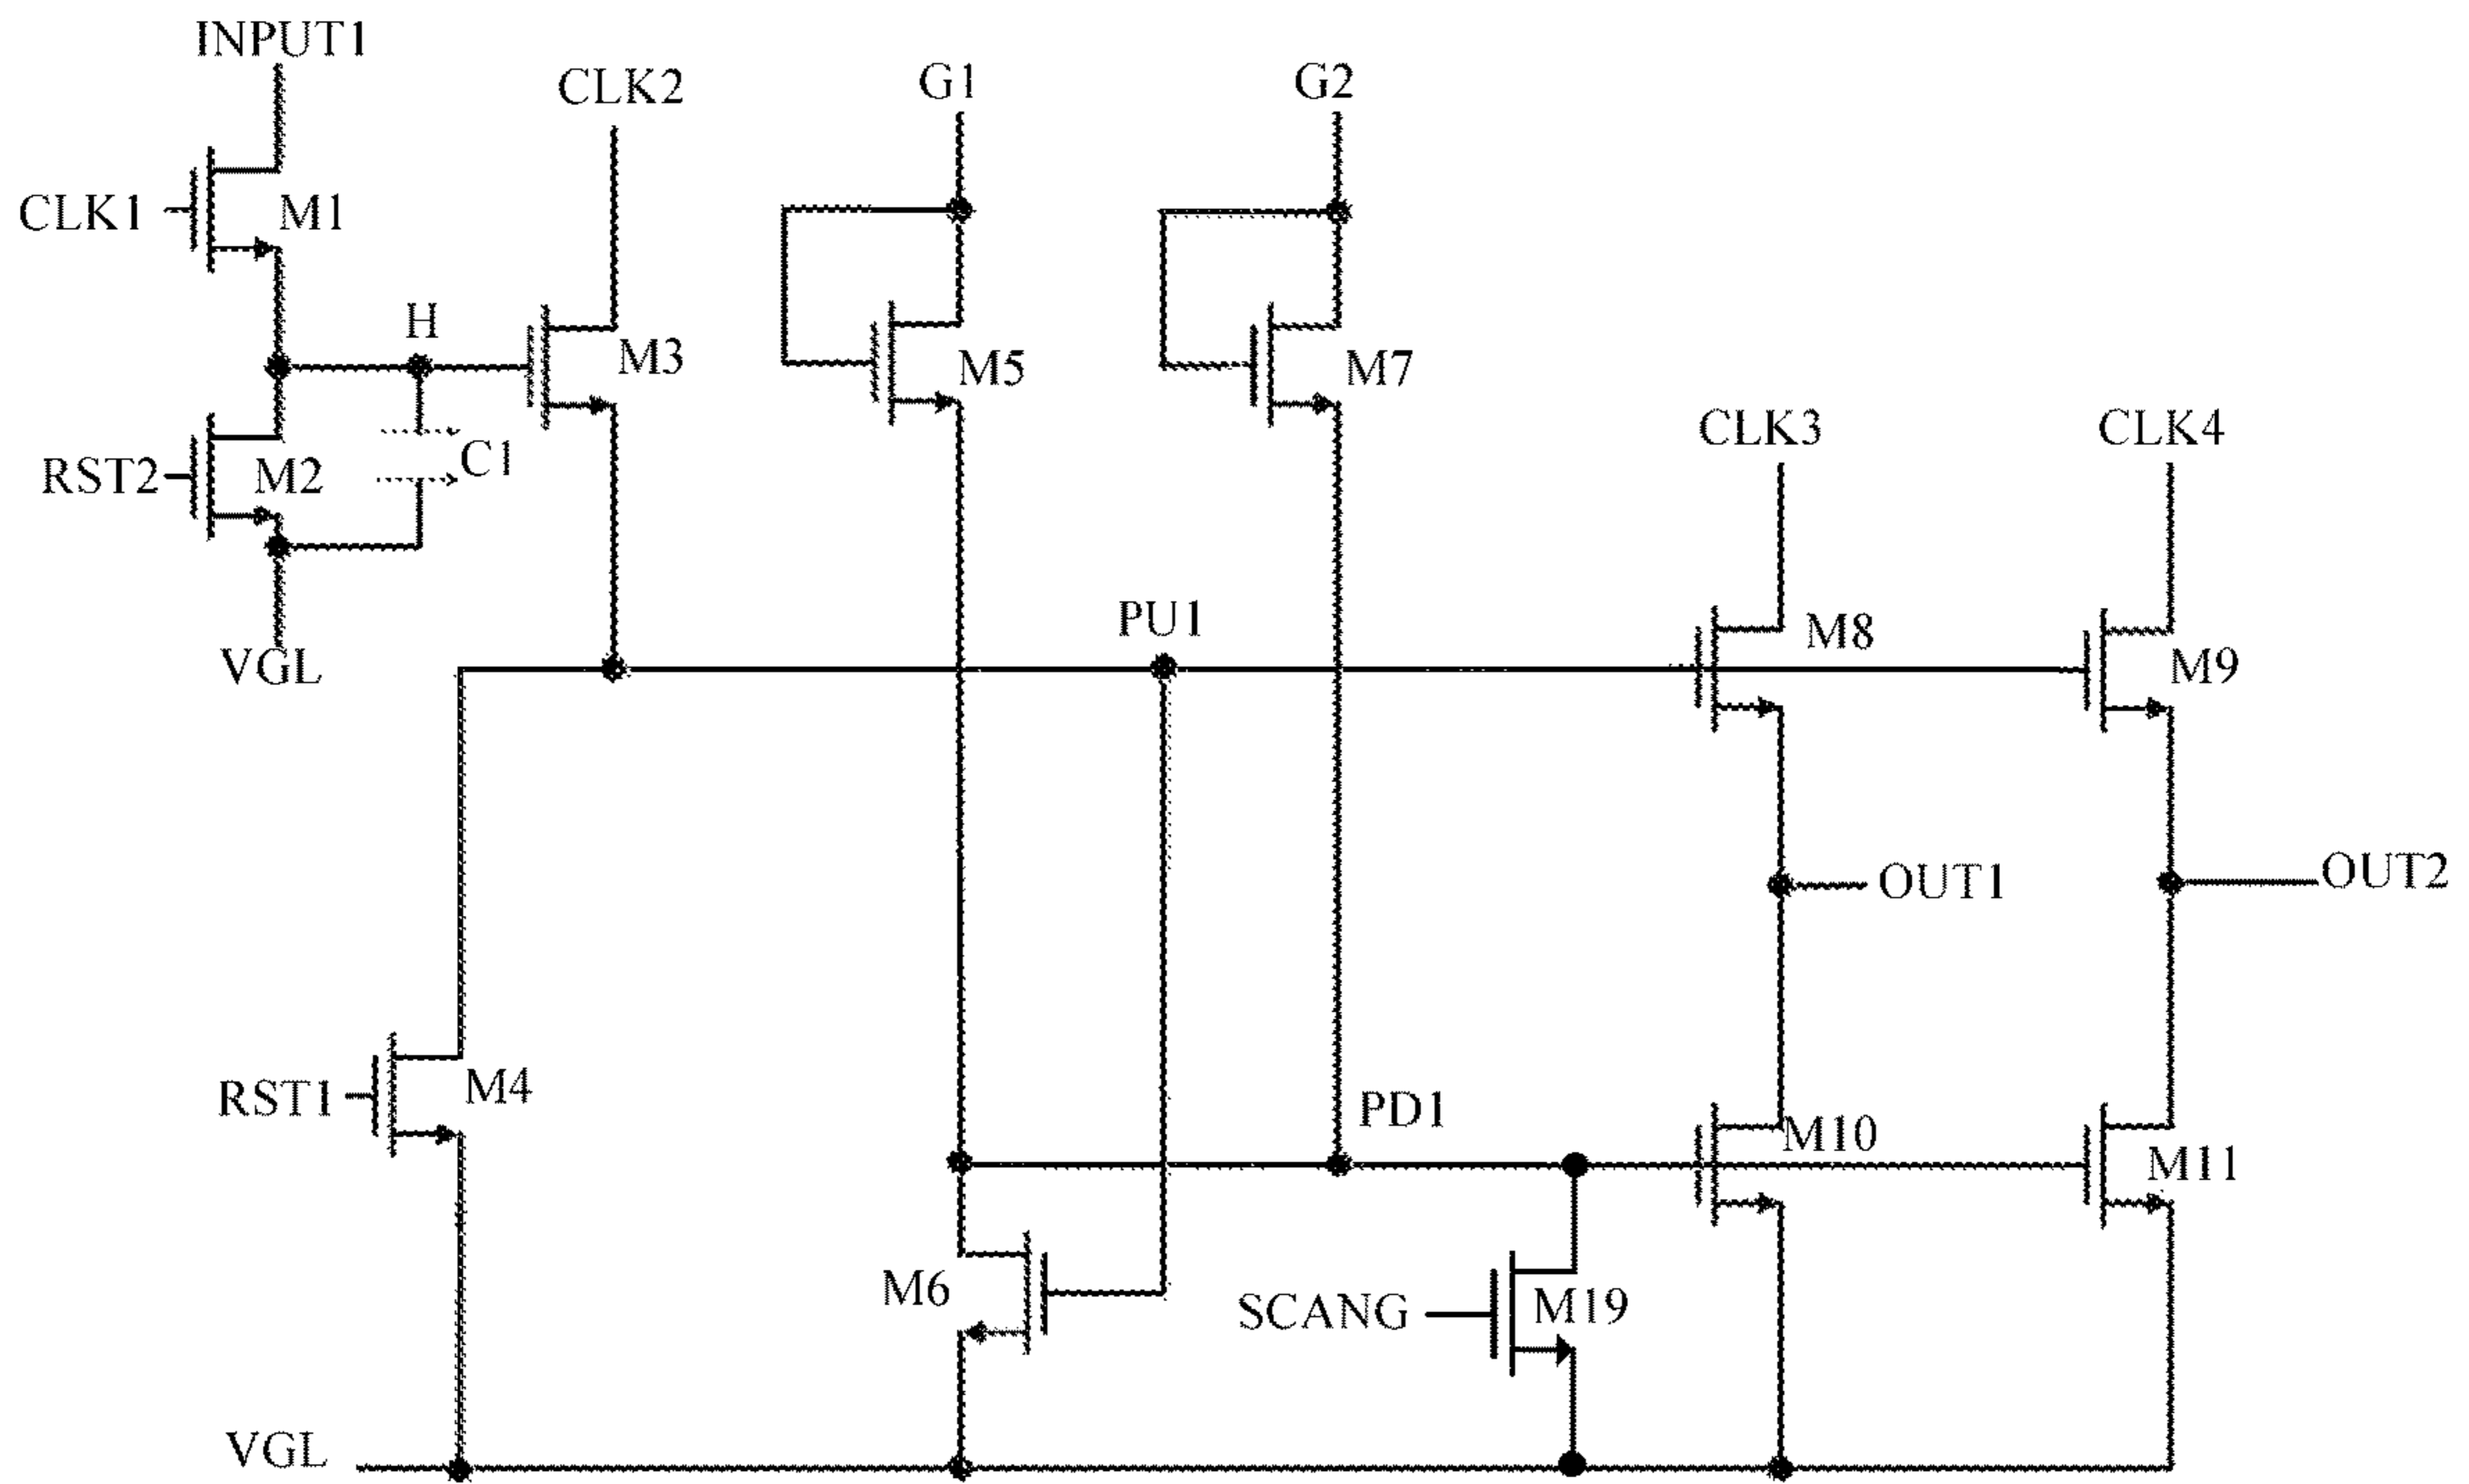 INPUT1
CLK2
G1
G2
CLK1
M1
H
M3
M5
M7
CLK3
CLK4
RST2
M2
C1
PU1
M8
VGL
M9
OUT1
OUT2
RST1
M4
PD1
M10
M11
M6
SCANG
M19
VGL